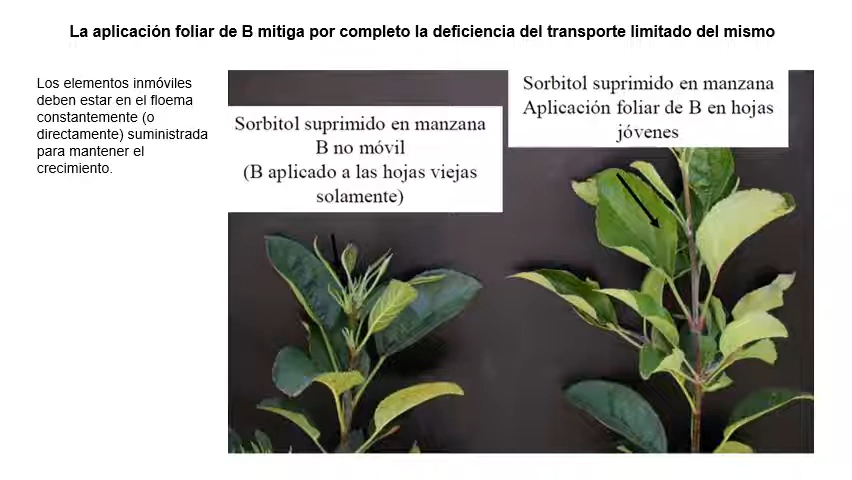 La aplicación foliar de B mitiga por completo la deficiencia del transporte limitado del mismo
Los elementos inmóviles
deben estar en el floema
constantemente (o
directamente) suministrada
para mantener el
crecimiento.
Sorbitol suprimido en manzana
B no móvil
(B aplicado a las hojas viejas
solamente)
Sorbitol suprimido en manzana
Aplicación foliar de B en hojas
jóvenes